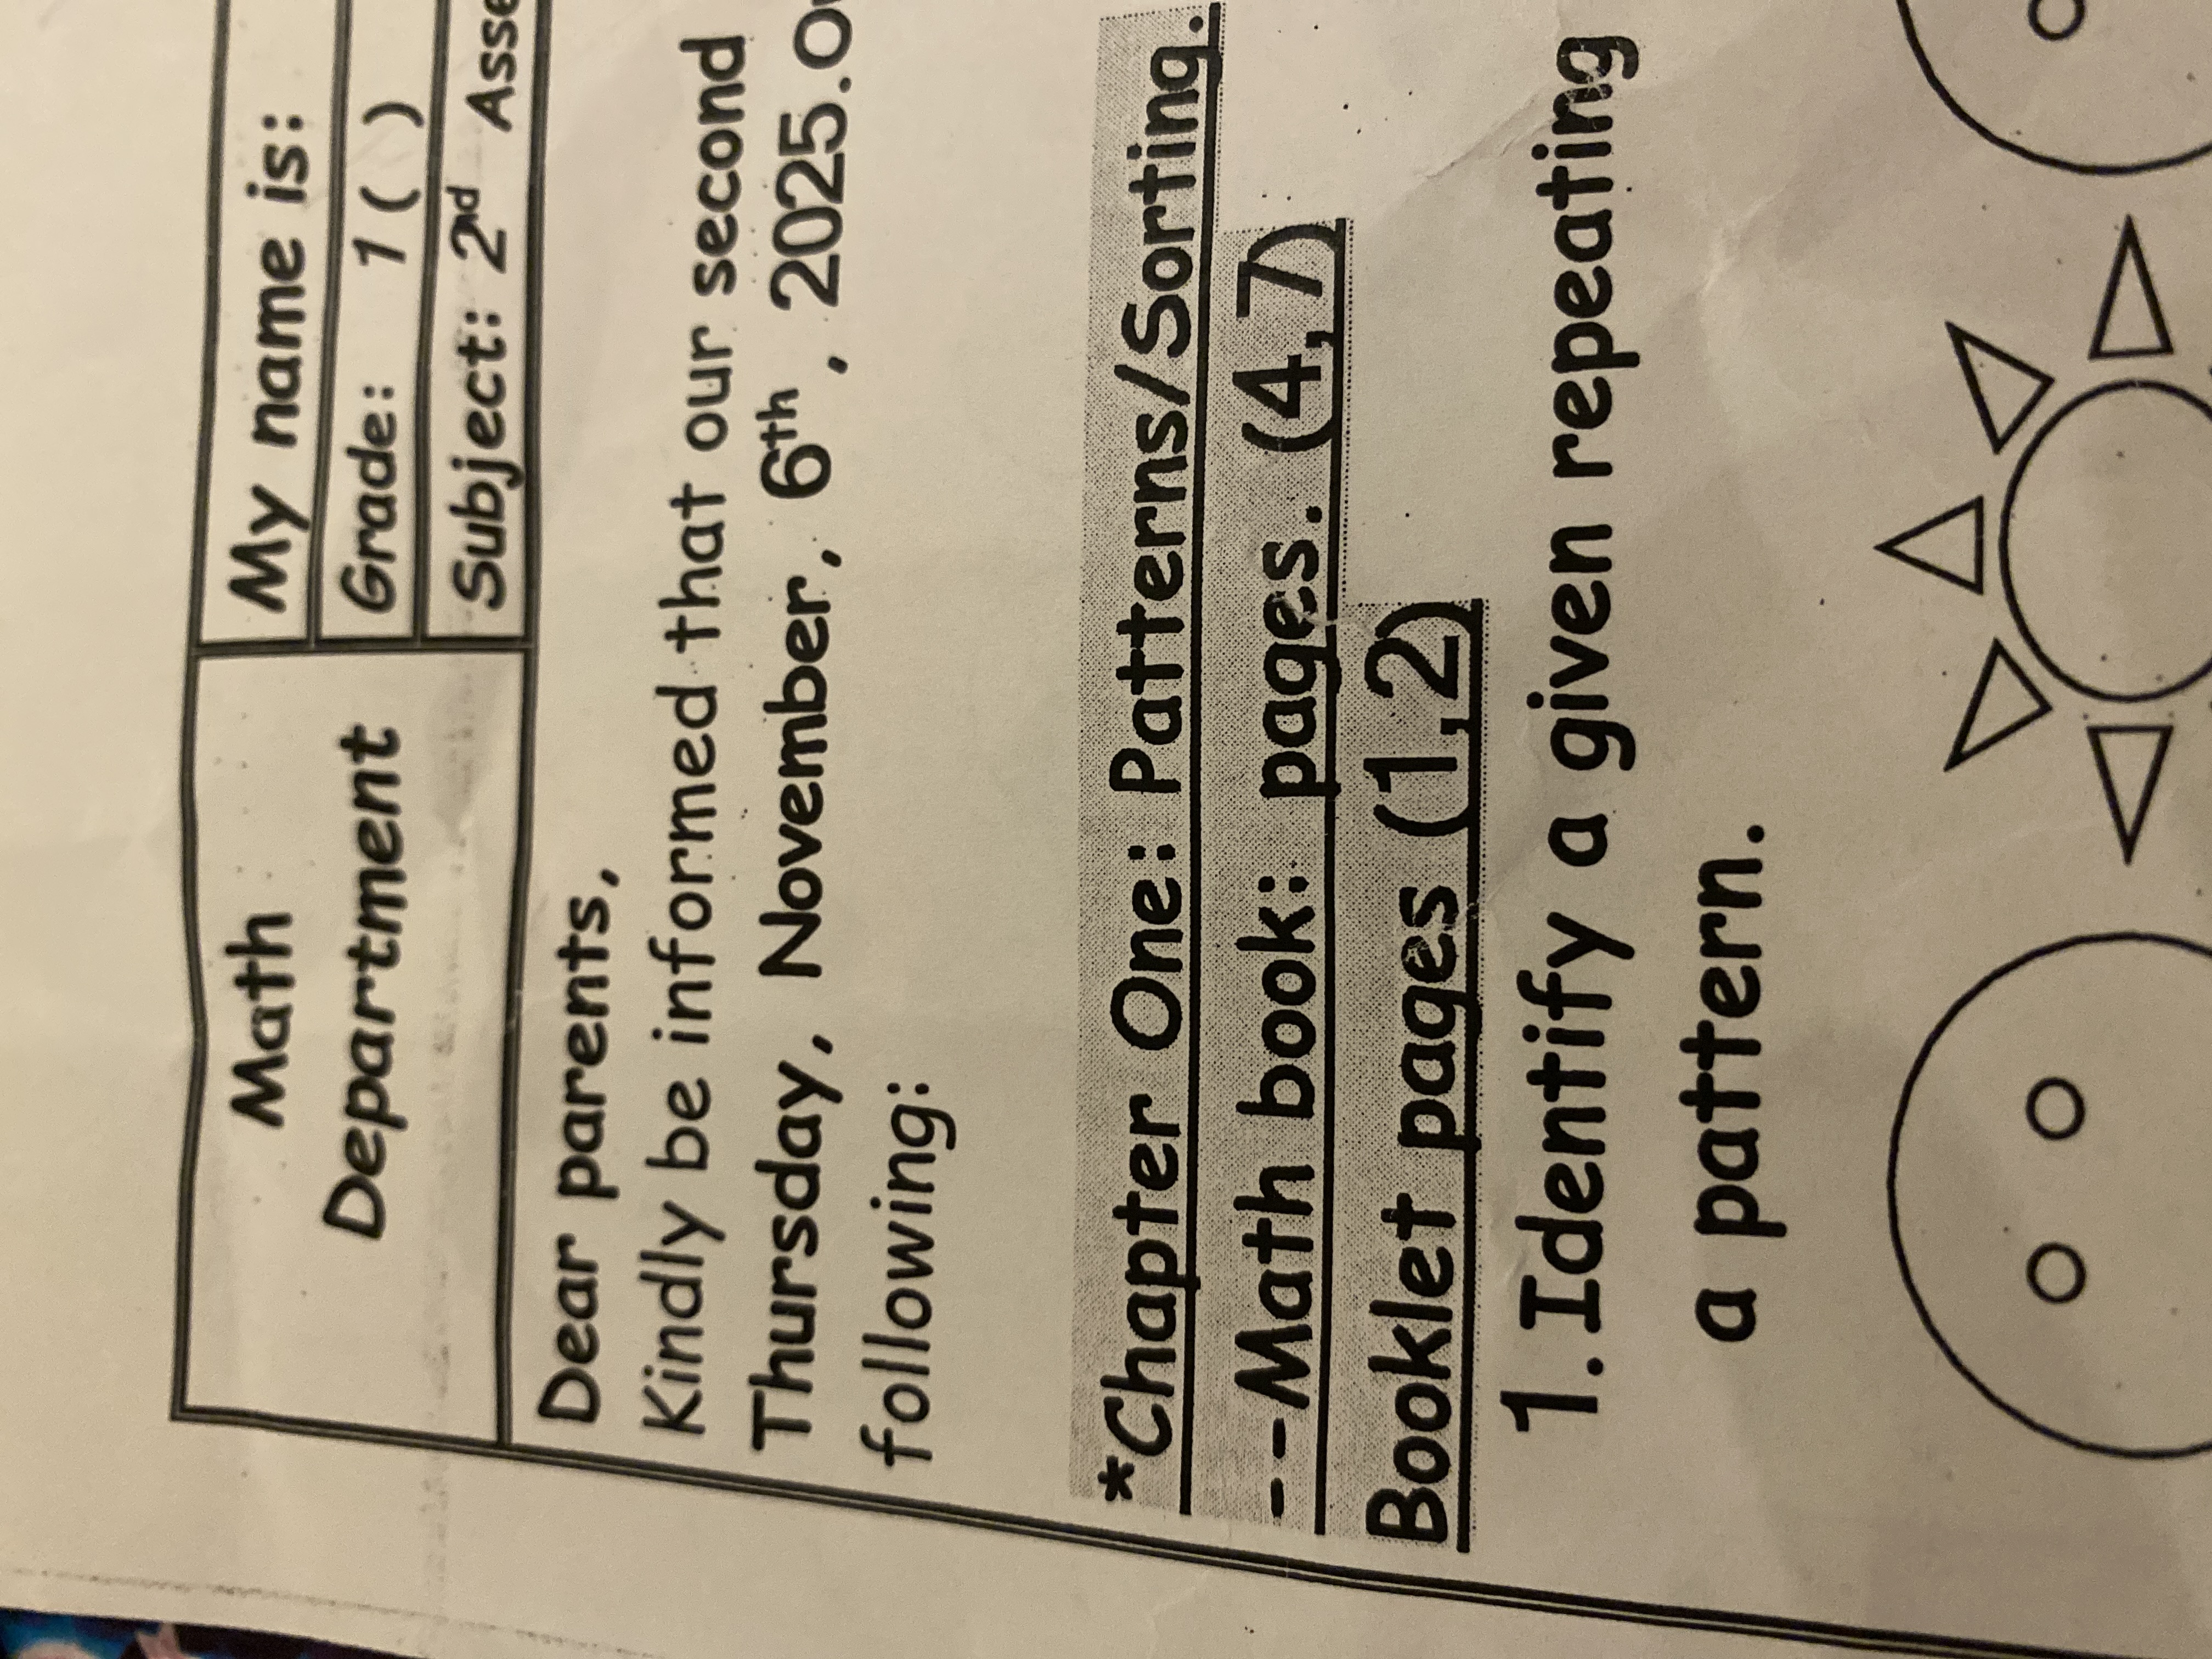 Math
Department
My name is:
Grade: 1 ( )
Subject: 2nd
Dear parents,
Kindly be informed that our second
Thursday, November, 6th, 2025.
following:
*Chapter One: Patterns/Sorting.
--Math book: pages. (4,7)
Booklet pages (1,2)
1.Identify a given repeating
a pattern.